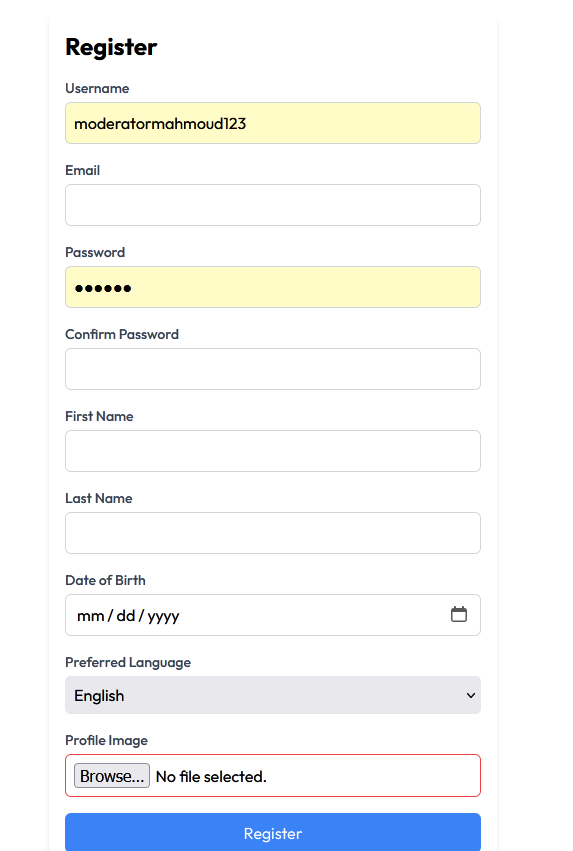 Register
Username
moderatormahmoud123
Email
Password
●●●●●●
Confirm Password
First Name
Last Name
Date of Birth
mm / dd / yyyy
Preferred Language
English
Profile Image
Browse... No file selected.
Register